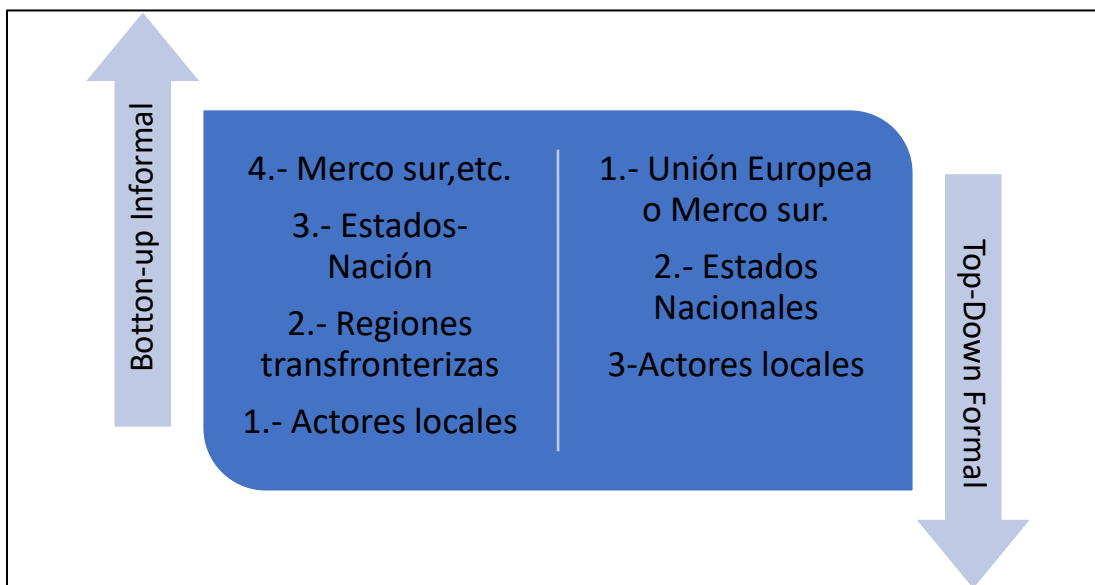 Botton-up Informal
4.- Merco sur,etc.
3.- Estados-
Nación
2.- Regiones
transfronterizas
1.- Actores locales
1.- Unión Europea
o Merco sur.
2.- Estados
Nacionales
3-Actores locales
Top-Down Formal